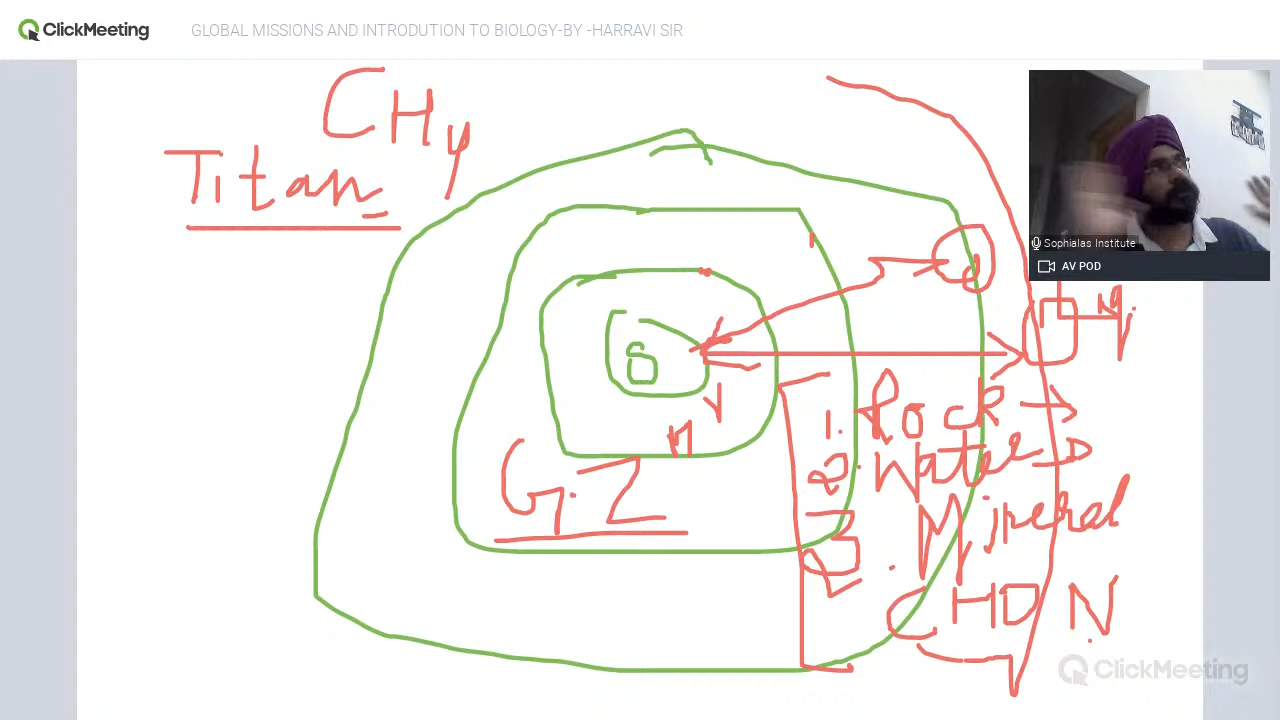 ClickMeeting
GLOBAL MISSIONS AND INTRODUTION TO BIOLOGY-BY -HARRAVI SIR
CH4
Titan
Sophialas Institute
AV POD
G.Z
1. Rock →
2. Water →
3. Mineral
CHON
ClickMeeting